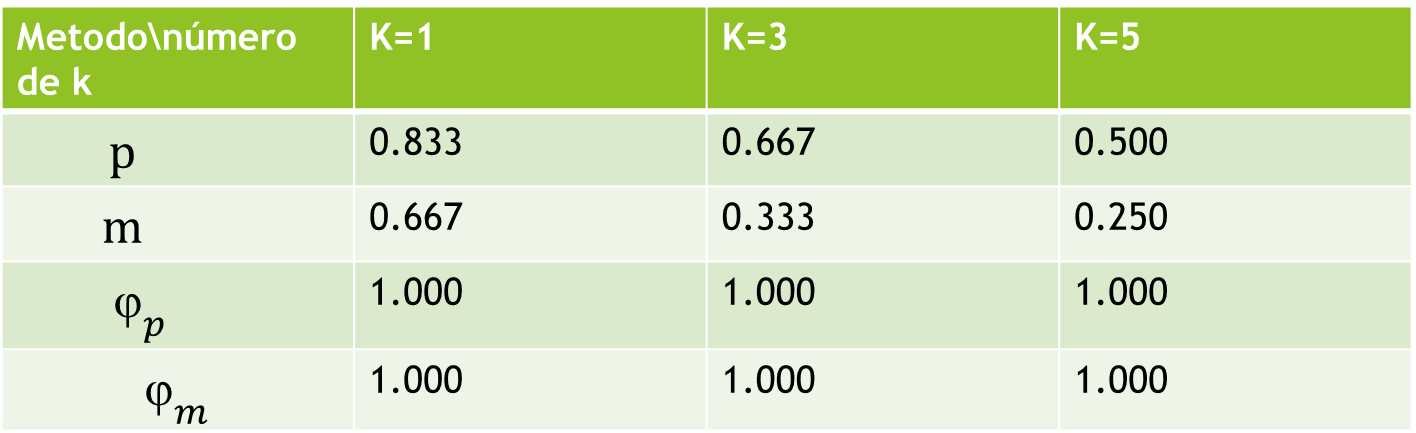 Metodo\número de k K=1 K=3 K=5
p 0.833 0.667 0.500
m 0.667 0.333 0.250
φp 1.000 1.000 1.000
φm 1.000 1.000 1.000